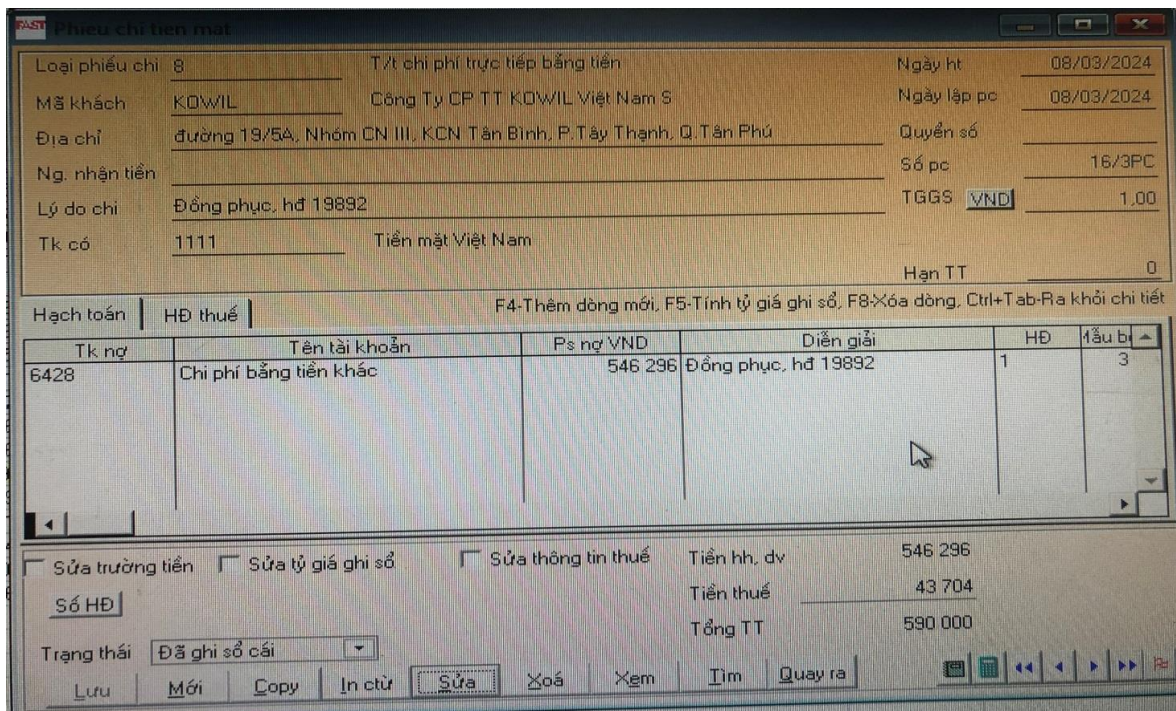 FAST Phieu chi tien mat
Loại phiếu chi 8 T/t chi phí trực tiếp bằng tiền Ngày ht 08/03/2024
Mã khách KOWIL Công Ty CP TT KOWIL Việt Nam S Ngày lập pc 08/03/2024
Địa chỉ đường 19/5A, Nhóm CN III, KCN Tân Bình, P.Tây Thạnh, Q.Tân Phú Quyển số
Ng. nhận tiền Số pc 16/3PC
Lý do chi Đồng phục, hđ 19892 TGGS VND 1,00
Tk có 1111 Tiền mặt Việt Nam
Hạn TT 0
Hạch toán HĐ thuế F4-Thêm dòng mới, F5-Tính tỷ giá ghi sổ, F8-Xóa dòng, Ctrl+Tab-Ra khỏi chi tiết
Tk nợ Tên tài khoản Ps nợ VND Diễn giải HĐ Mẫu b
6428 Chi phí bằng tiền khác 546 296 Đồng phục, hđ 19892 1 3
Sửa trường tiền Sửa tỷ giá ghi sổ Sửa thông tin thuế Tiền hh, dv 546 296
Số HĐ Tiền thuế 43 704
Tổng TT 590 000
Trạng thái Đã ghi sổ cái
Lưu Mới Copy In ctừ Sửa Xoá Xem Tìm Quay ra